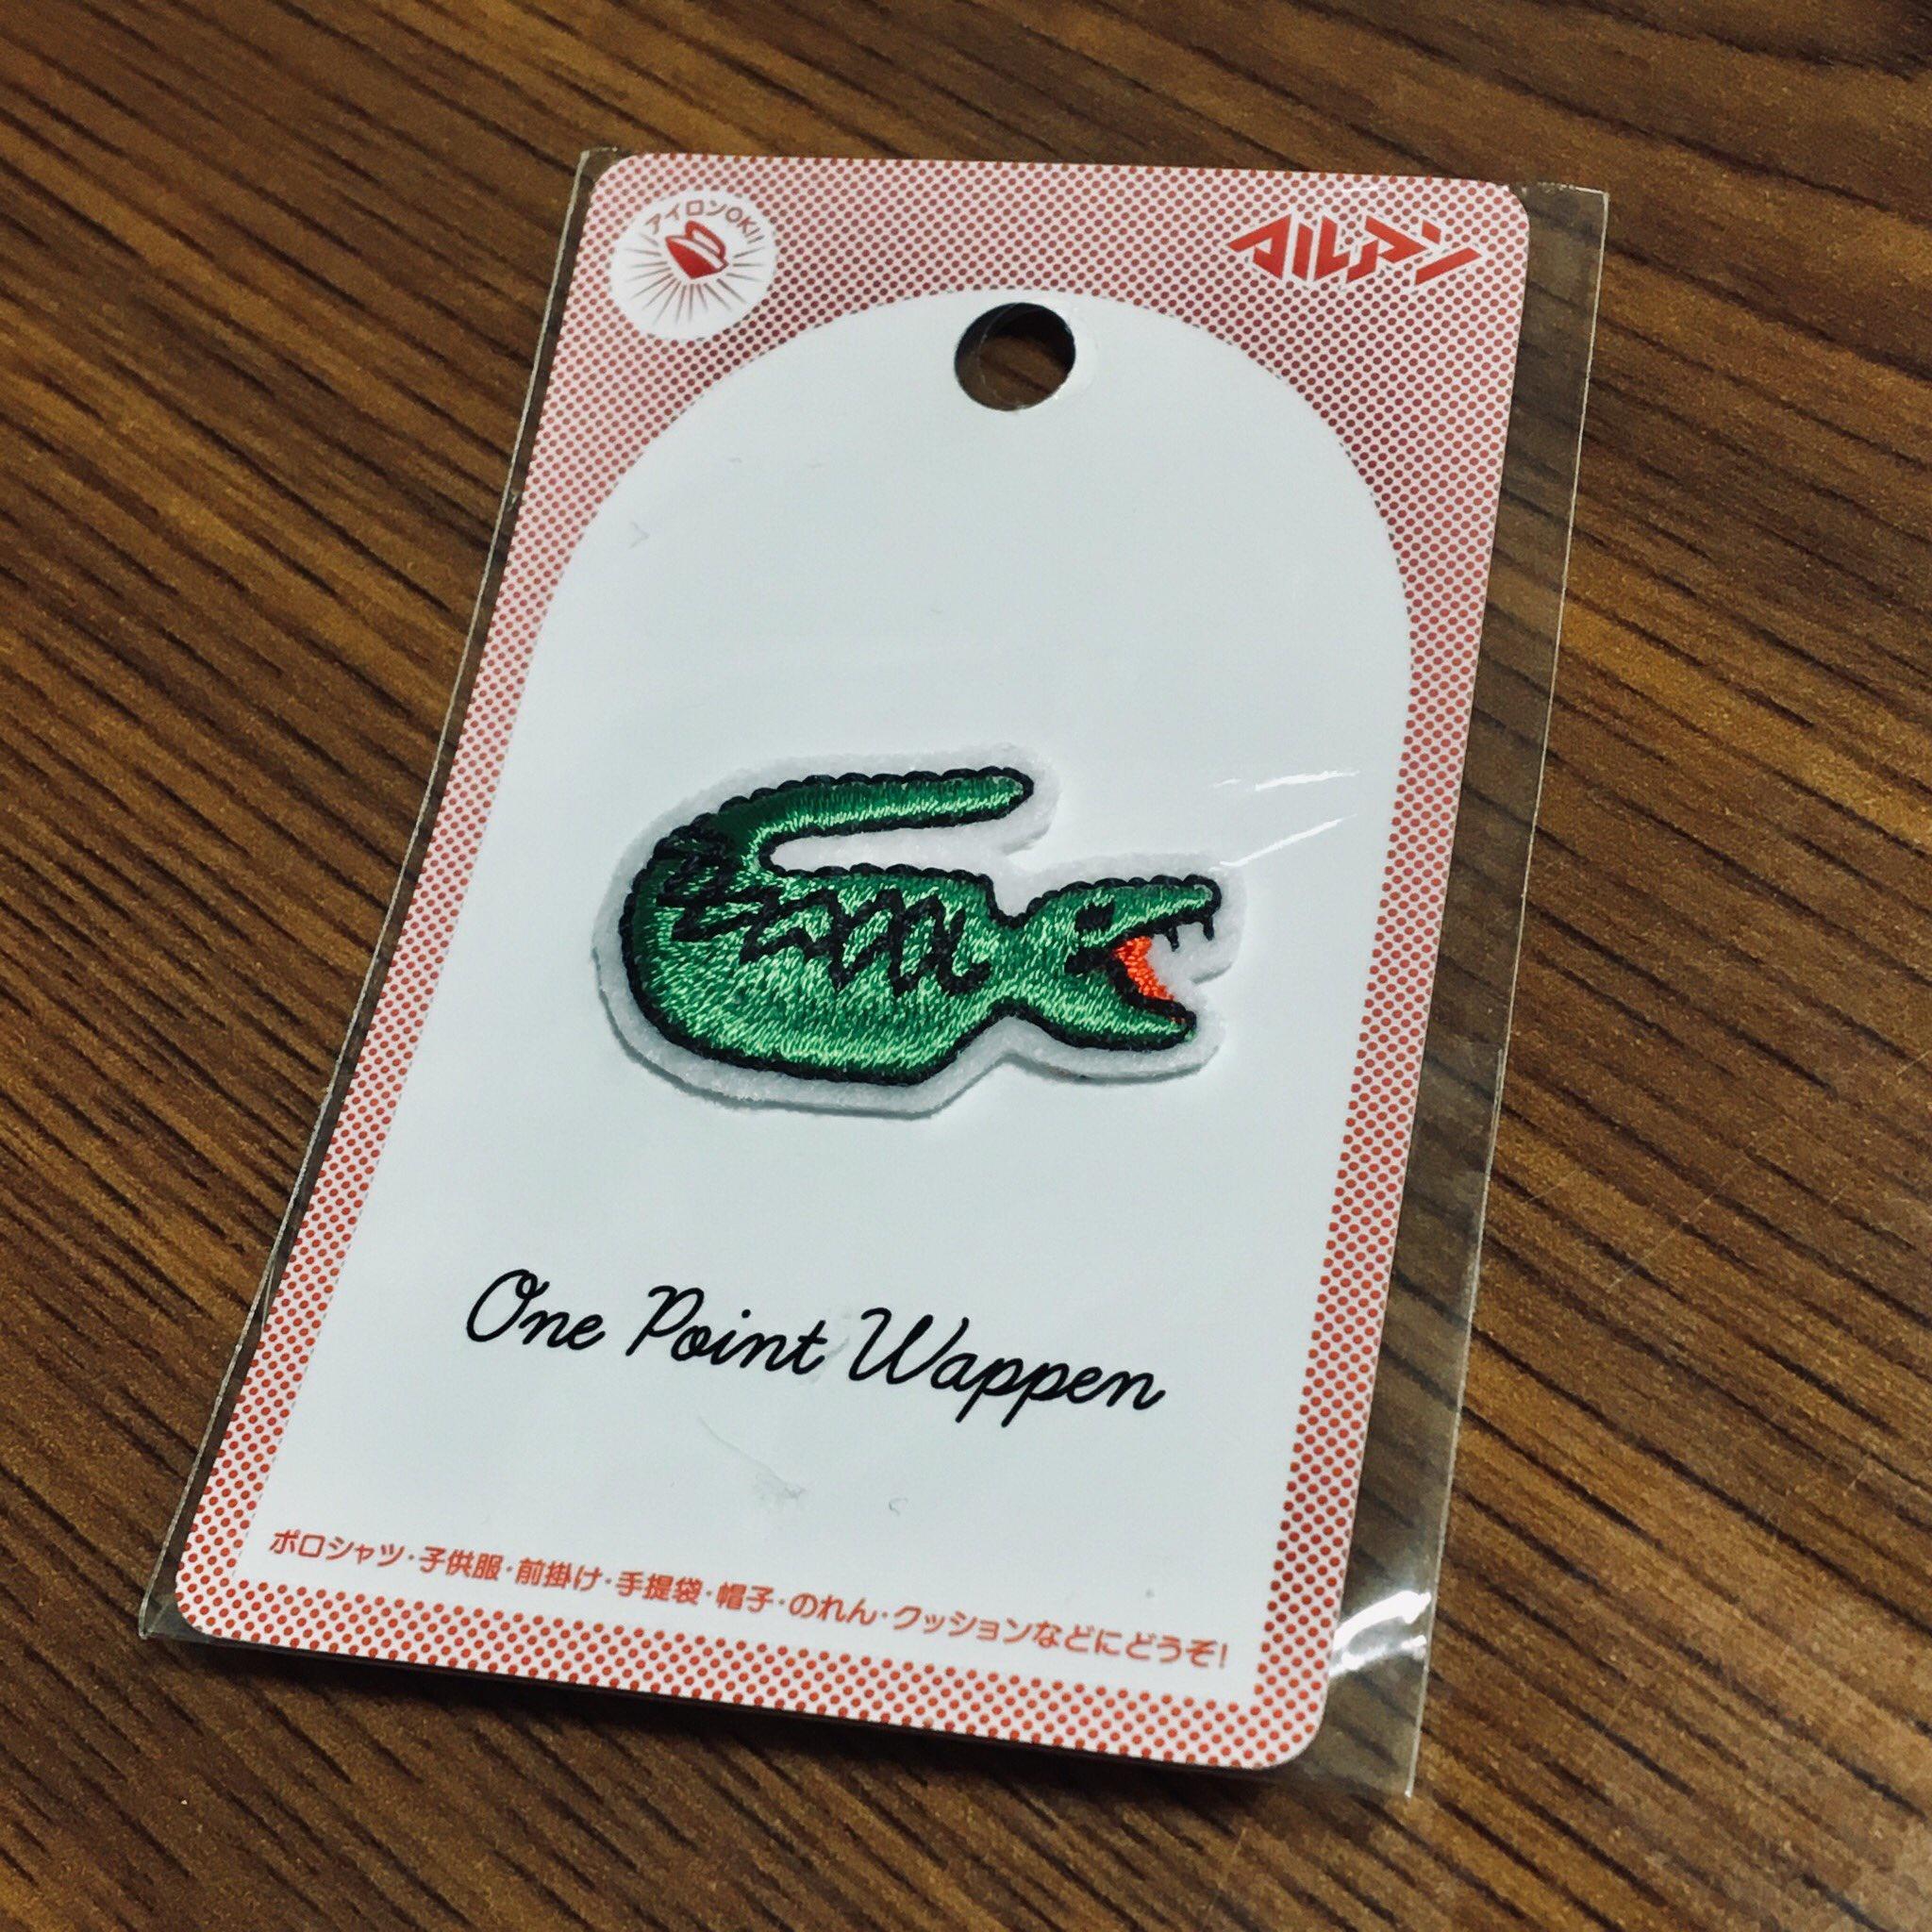 アイロンOK!!
マルアン
One Point Wappen
ポロシャツ・子供服・前掛け・手提袋・帽子・のれん・クッションなどにどうぞ!